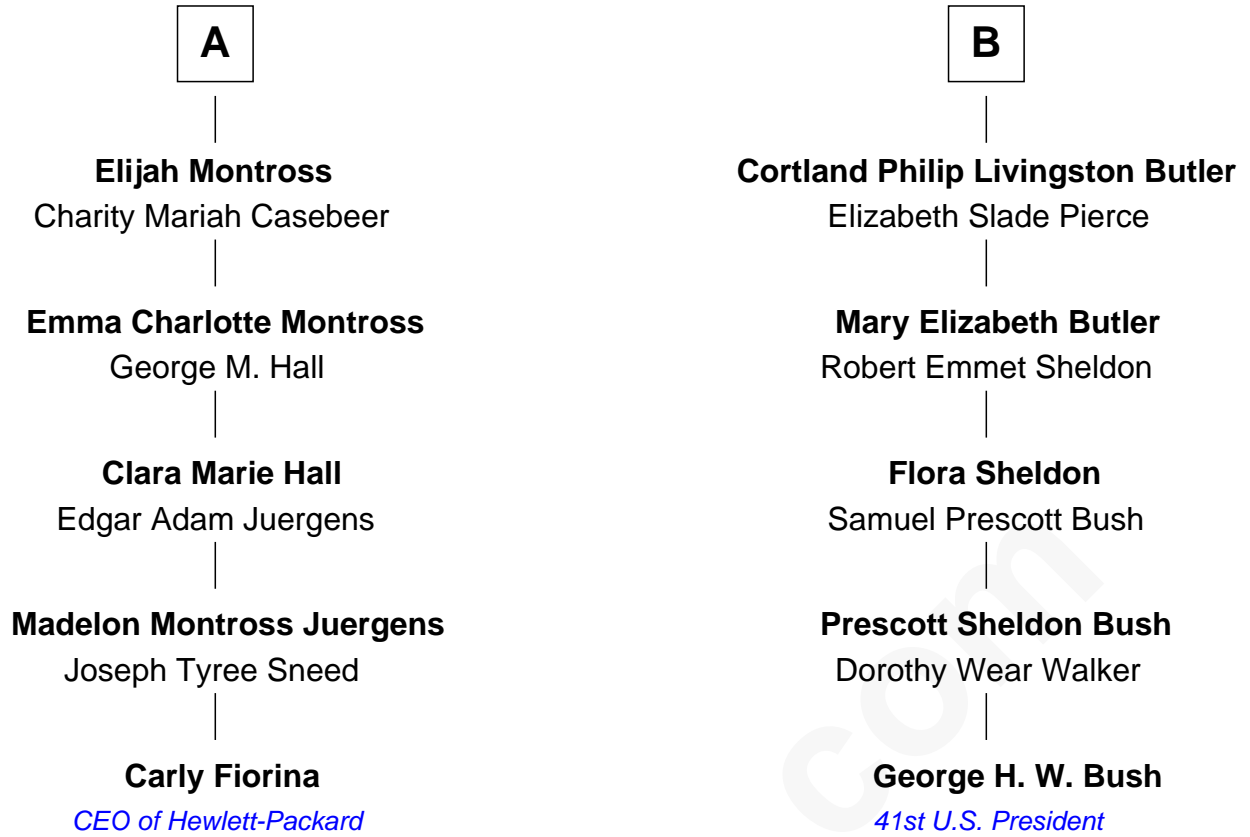 A
Elijah Montross
Charity Mariah Casebeer
Emma Charlotte Montross
George M. Hall
Clara Marie Hall
Edgar Adam Juergens
Madelon Montross Juergens
Joseph Tyree Sneed
Carly Fiorina
CEO of Hewlett-Packard
B
Cortland Philip Livingston Butler
Elizabeth Slade Pierce
Mary Elizabeth Butler
Robert Emmet Sheldon
Flora Sheldon
Samuel Prescott Bush
Prescott Sheldon Bush
Dorothy Wear Walker
George H. W. Bush
41st U.S. President
com